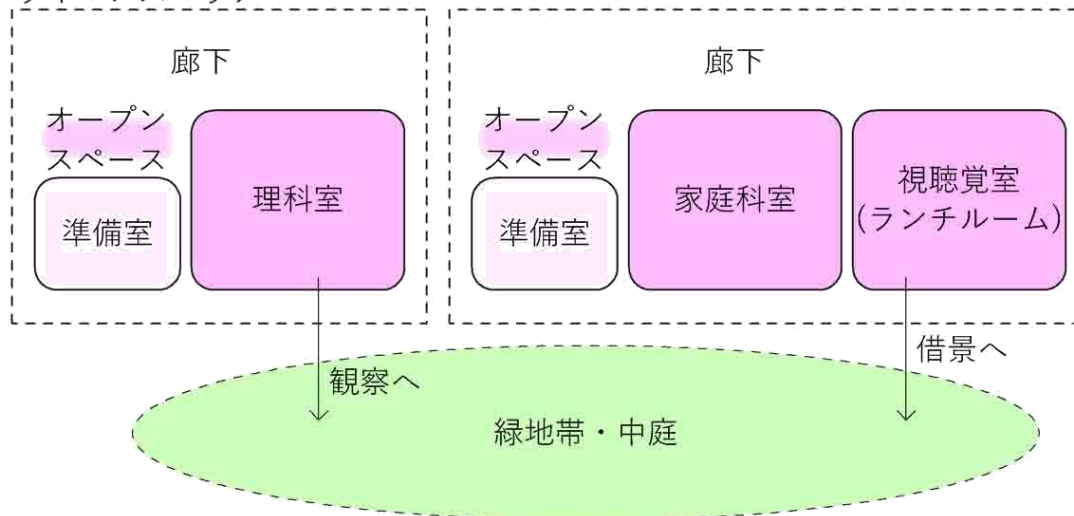 廊下
オープン
スペース
準備室
理科室
廊下
オープン
スペース
準備室
家庭科室
視聴覚室
(ランチルーム)
観察へ
借景へ
緑地帯・中庭